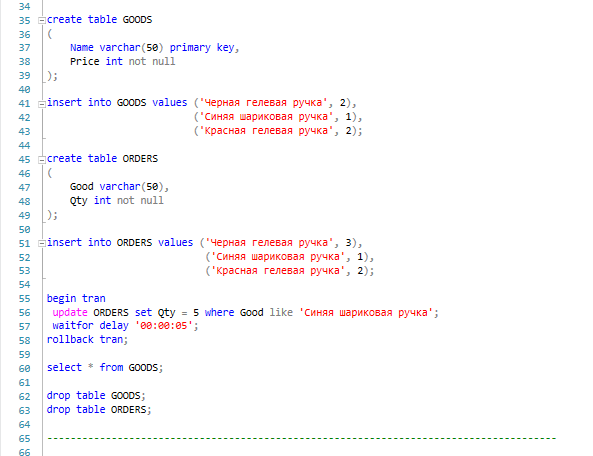 34
35 create table GOODS
36 (
37 Name varchar(50) primary key,
38 Price int not null
39 );
40
41 insert into GOODS values ('Черная гелевая ручка', 2),
42 ('Синяя шариковая ручка', 1),
43 ('Красная гелевая ручка', 2);
44
45 create table ORDERS
46 (
47 Good varchar(50),
48 Qty int not null
49 );
50
51 insert into ORDERS values ('Черная гелевая ручка', 3),
52 ('Синяя шариковая ручка', 1),
53 ('Красная гелевая ручка', 2);
54
55 begin tran
56 update ORDERS set Qty = 5 where Good like 'Синяя шариковая ручка';
57 waitfor delay '00:00:05';
58 rollback tran;
59
60 select * from GOODS;
61
62 drop table GOODS;
63 drop table ORDERS;
64
65 ----------------------------------------------------------------------------------------
66